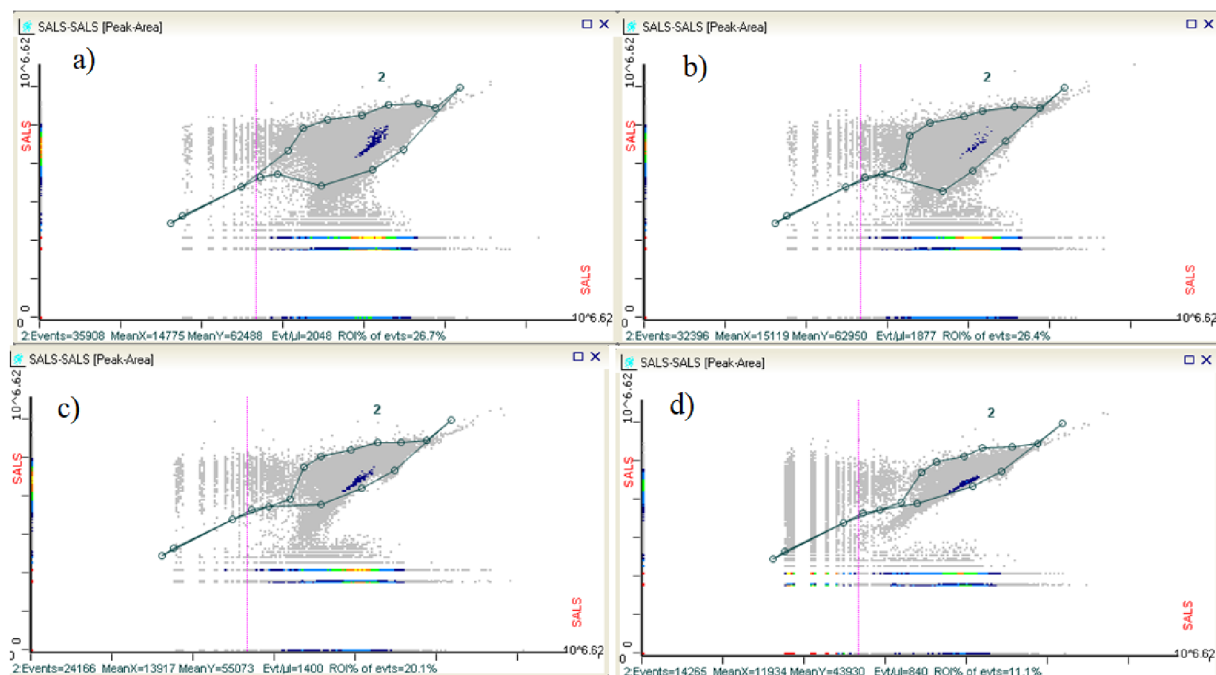 SALS-SALS [Peak-Area]
a)
2
10^6.62
SALS
0
SALS
10^6.62
2:Events=35908 MeanX=14775 MeanY=62488 Evt/µl=2048 ROI% of evts=26.7%
SALS-SALS [Peak-Area]
b)
2
10^6.62
SALS
0
SALS
10^6.62
2:Events=32396 MeanX=15119 MeanY=62950 Evt/µl=1877 ROI% of evts=26.4%
SALS-SALS [Peak-Area]
c)
2
10^6.62
SALS
0
SALS
10^6.62
2:Events=24166 MeanX=13917 MeanY=55073 Evt/µl=1400 ROI% of evts=20.1%
SALS-SALS [Peak-Area]
d)
2
10^6.62
SALS
0
SALS
10^6.62
2:Events=14265 MeanX=11934 MeanY=43930 Evt/µl=840 ROI% of evts=11.1%